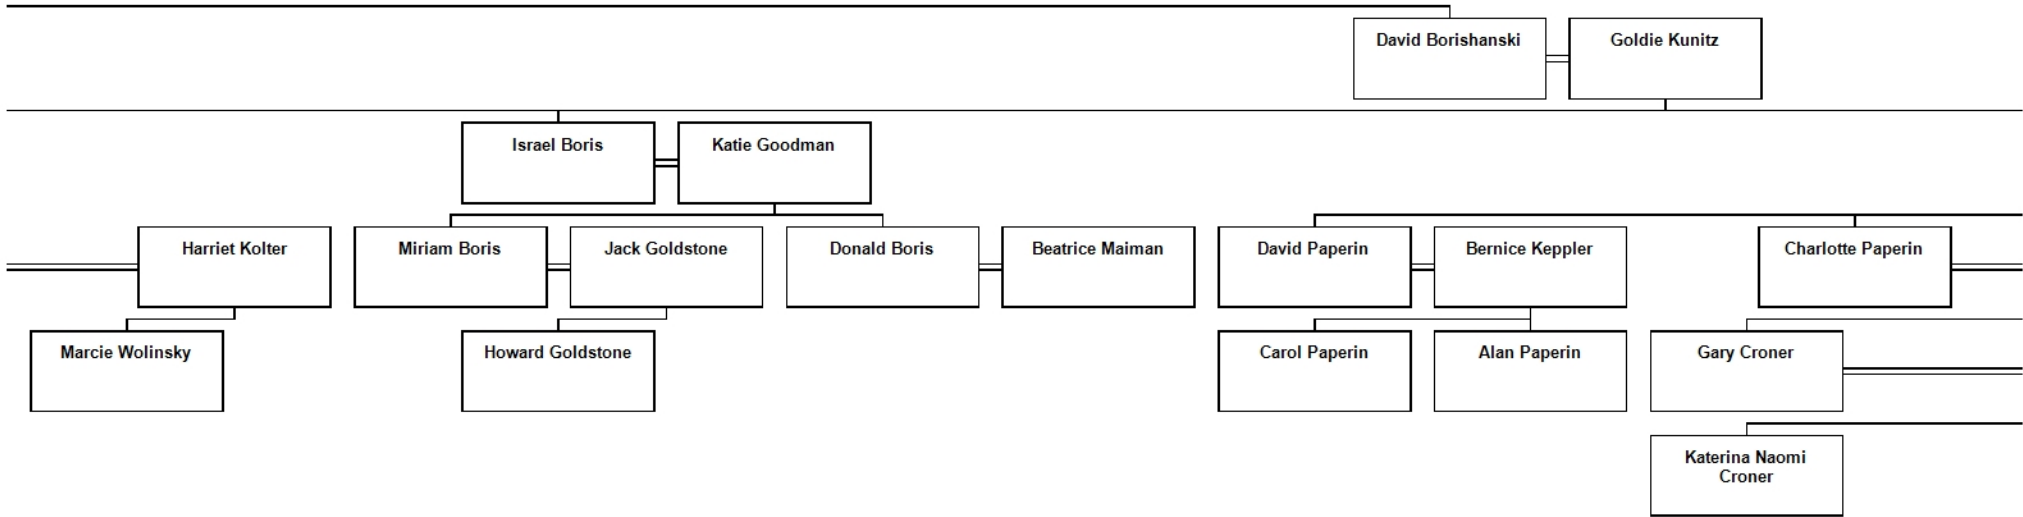 David Borishanski
Goldie Kunitz
Israel Boris
Katie Goodman
Harriet Kolter
Miriam Boris
Jack Goldstone
Donald Boris
Beatrice Maiman
David Paperin
Bernice Keppler
Charlotte Paperin
Marcie Wolinsky
Howard Goldstone
Carol Paperin
Alan Paperin
Gary Croner
Katerina Naomi
Croner